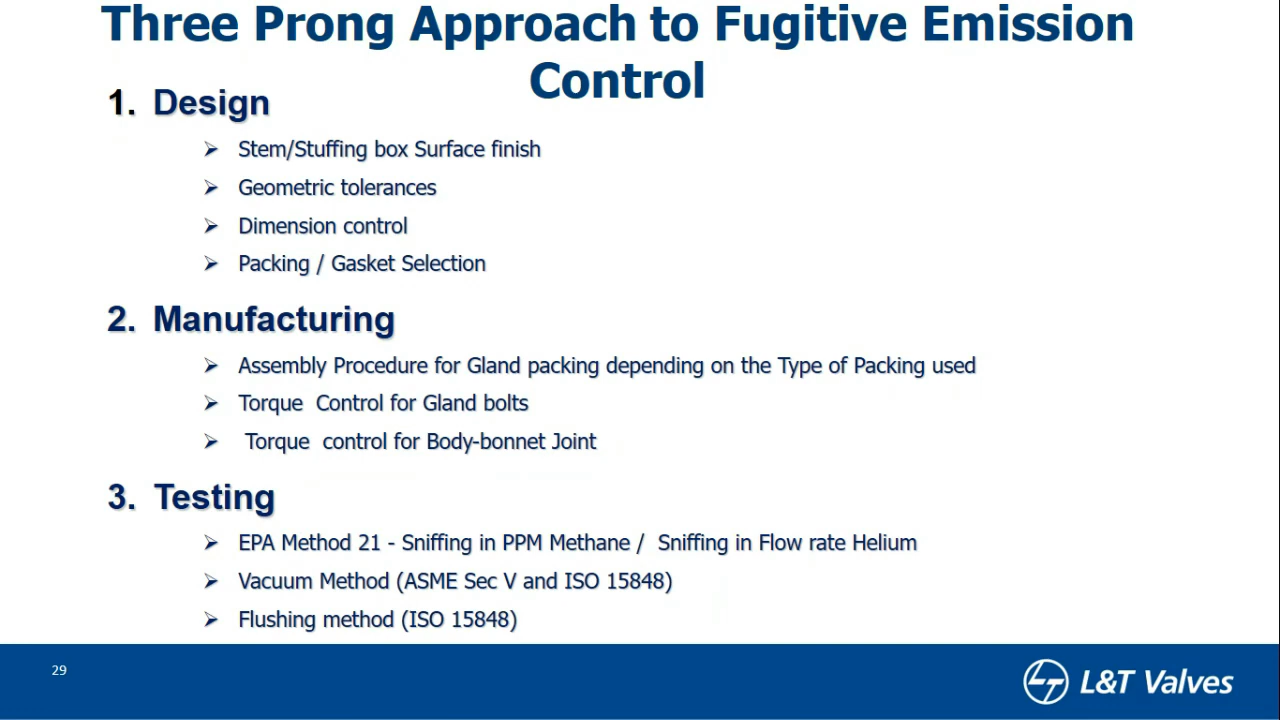 Three Prong Approach to Fugitive Emission
Control
1. Design
➢ Stem/Stuffing box Surface finish
➢ Geometric tolerances
➢ Dimension control
➢ Packing / Gasket Selection
2. Manufacturing
➢ Assembly Procedure for Gland packing depending on the Type of Packing used
➢ Torque Control for Gland bolts
➢ Torque control for Body-bonnet Joint
3. Testing
➢ EPA Method 21 - Sniffing in PPM Methane / Sniffing in Flow rate Helium
➢ Vacuum Method (ASME Sec V and ISO 15848)
➢ Flushing method (ISO 15848)
29
L&T Valves